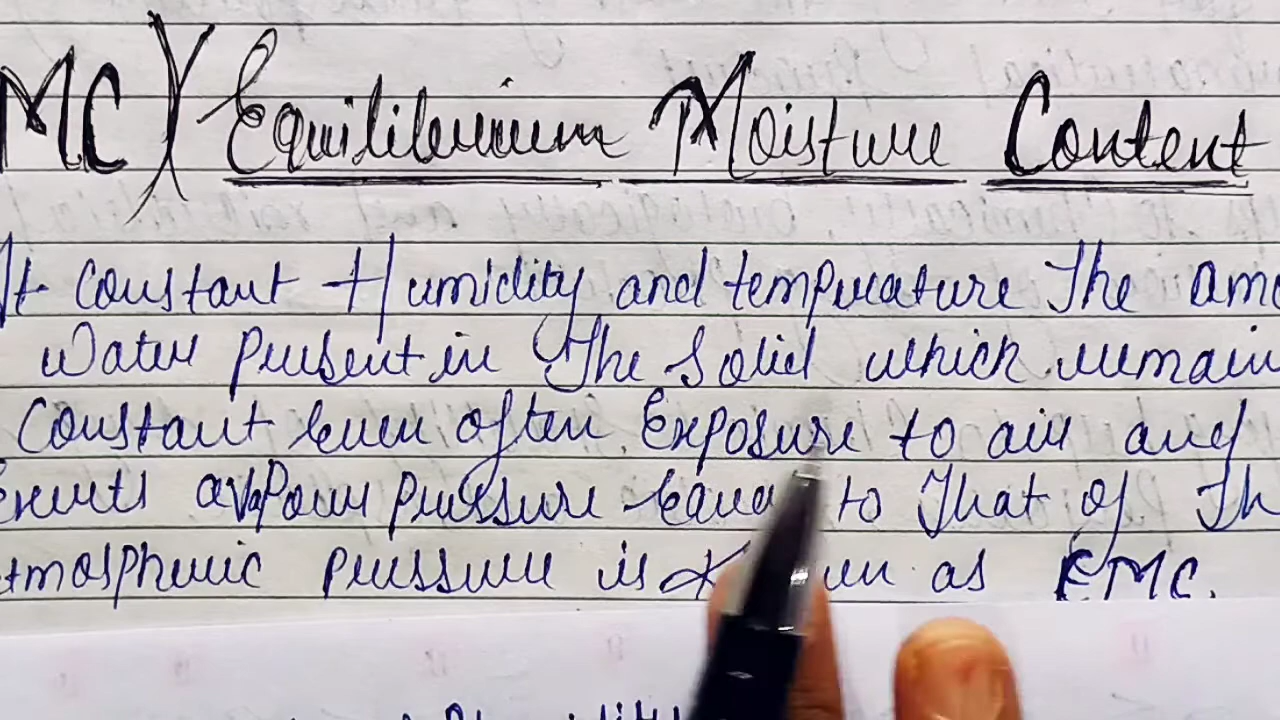 MC) Equilibrium Moisture Content
At constant Humidity and temperature The amo
Water present in The Solid which remain
Constant even often Exposure to air and
Exerts a vapour pressure Equal to That of Th
atmospheric pressure is known as EMC.